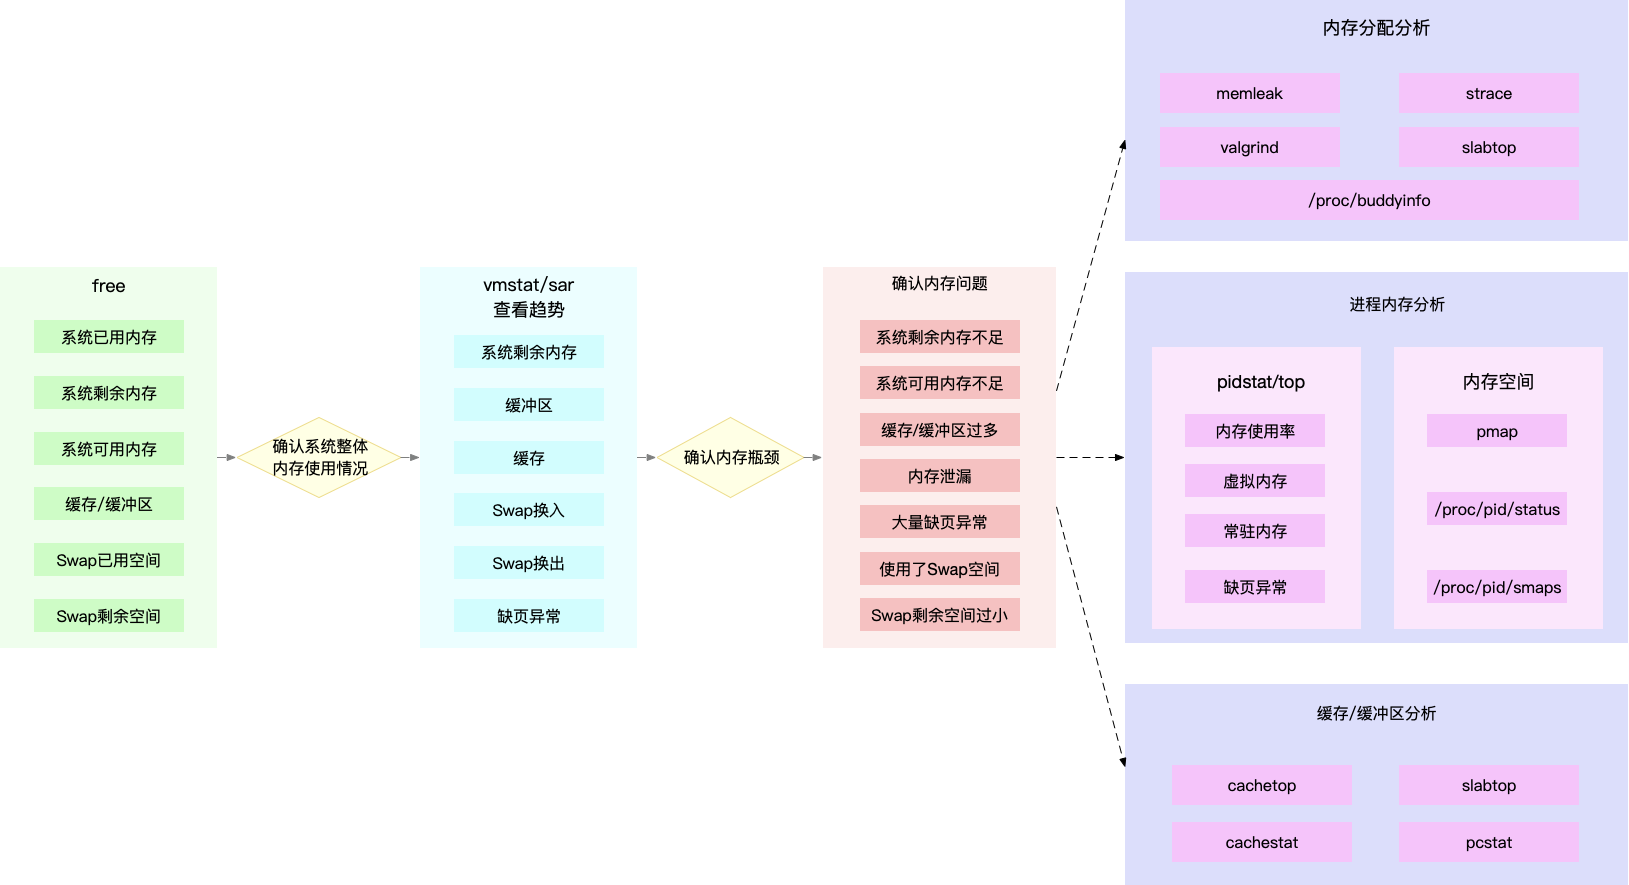 free
系统已用内存
系统剩余内存
系统可用内存
缓存/缓冲区
Swap已用空间
Swap剩余空间
确认系统整体
内存使用情况
vmstat/sar
查看趋势
系统剩余内存
缓冲区
缓存
Swap换入
Swap换出
缺页异常
确认内存瓶颈
确认内存问题
系统剩余内存不足
系统可用内存不足
缓存/缓冲区过多
内存泄漏
大量缺页异常
使用了Swap空间
Swap剩余空间过小
内存分配分析
memleak
strace
valgrind
slabtop
/proc/buddyinfo
进程内存分析
pidstat/top
内存使用率
虚拟内存
常驻内存
缺页异常
内存空间
pmap
/proc/pid/status
/proc/pid/smaps
缓存/缓冲区分析
cachetop
slabtop
cachestat
pcstat